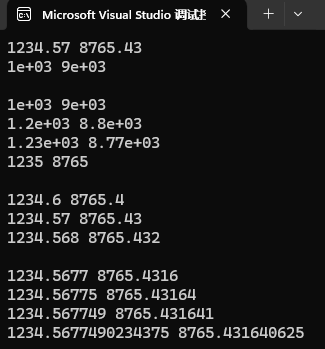 Microsoft Visual Studio 调试
1234.57 8765.43
1e+03 9e+03
1e+03 9e+03
1.2e+03 8.8e+03
1.23e+03 8.77e+03
1235 8765
1234.6 8765.4
1234.57 8765.43
1234.568 8765.432
1234.5677 8765.4316
1234.56775 8765.43164
1234.567749 8765.431641
1234.5677490234375 8765.431640625